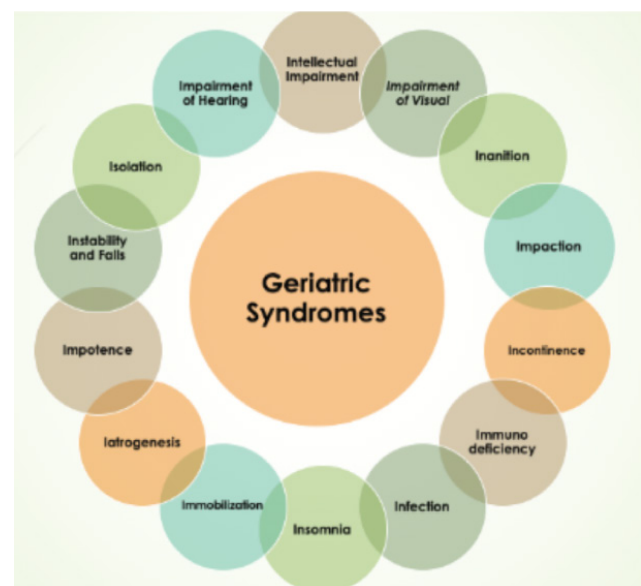 Geriatric
Syndromes
Intellectual
Impairment
Impairment
of Visual
Inanition
Impaction
Incontinence
Immuno
deficiency
Infection
Insomnia
Immobilization
Iatrogenesis
Impotence
Instability
and Falls
Isolation
Impairment
of Hearing